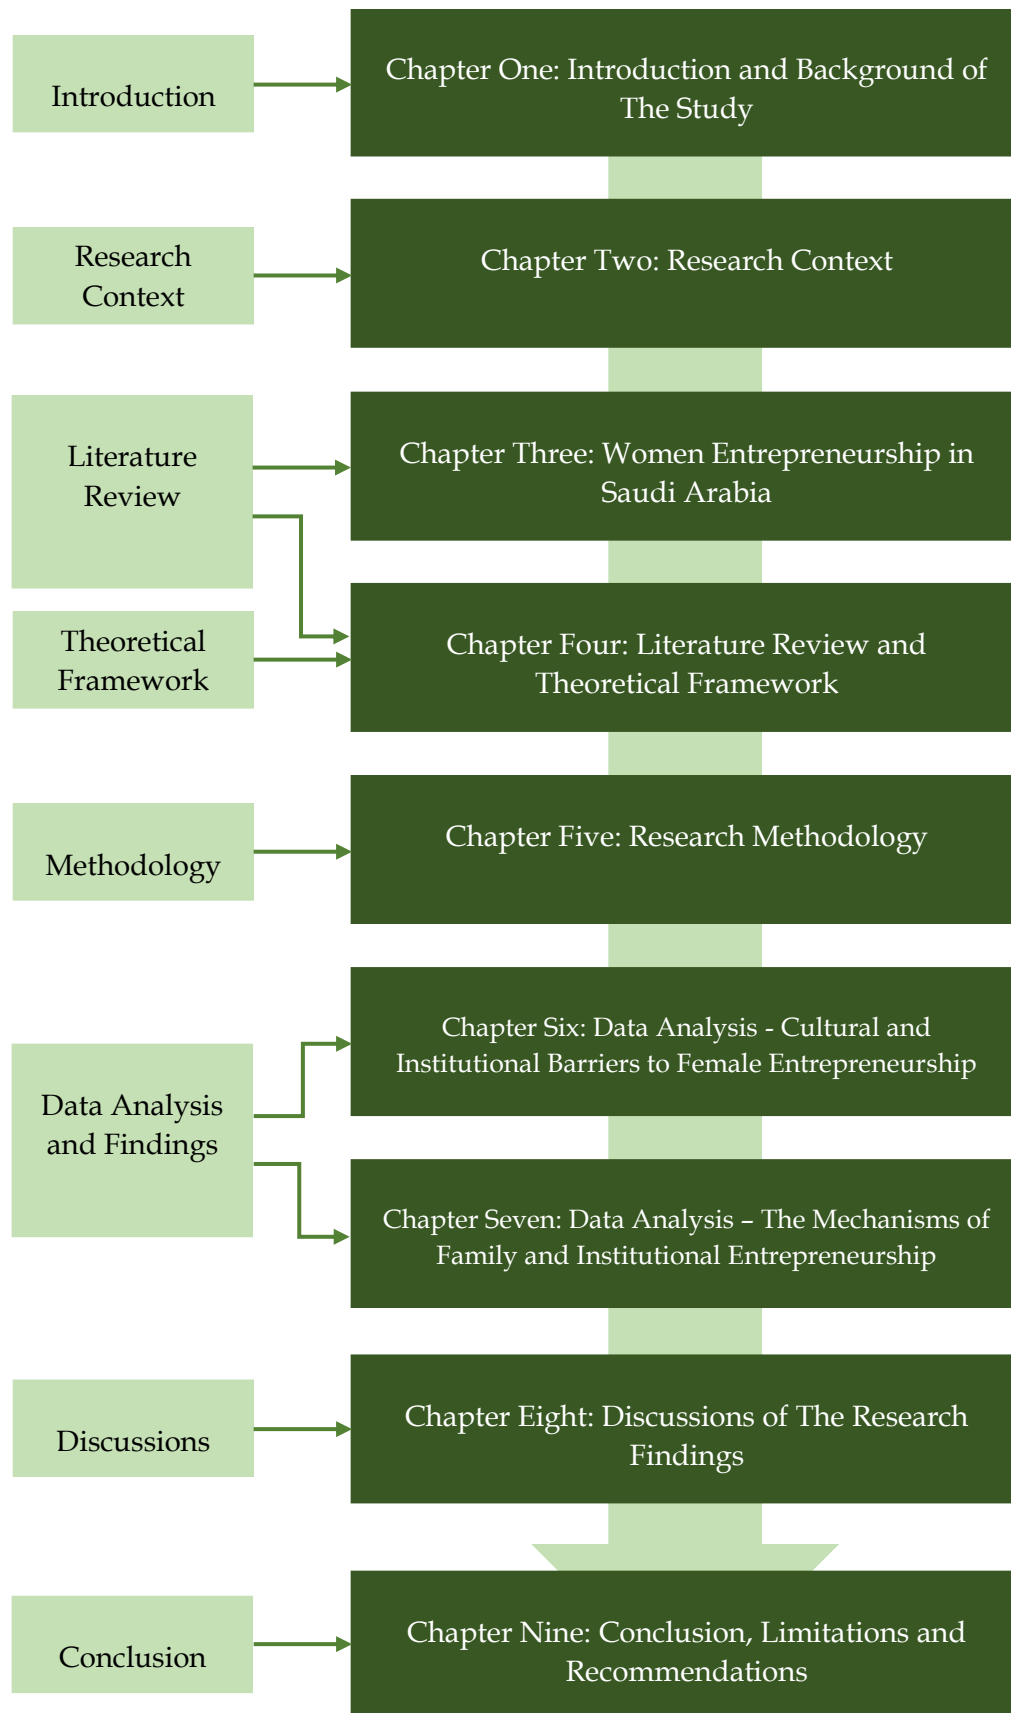 Introduction
Chapter One: Introduction and Background of
The Study
Research
Context
Chapter Two: Research Context
Literature
Review
Chapter Three: Women Entrepreneurship in
Saudi Arabia
Theoretical
Framework
Chapter Four: Literature Review and
Theoretical Framework
Methodology
Chapter Five: Research Methodology
Data Analysis
and Findings
Chapter Six: Data Analysis - Cultural and
Institutional Barriers to Female Entrepreneurship
Chapter Seven: Data Analysis – The Mechanisms of
Family and Institutional Entrepreneurship
Discussions
Chapter Eight: Discussions of The Research
Findings
Conclusion
Chapter Nine: Conclusion, Limitations and
Recommendations